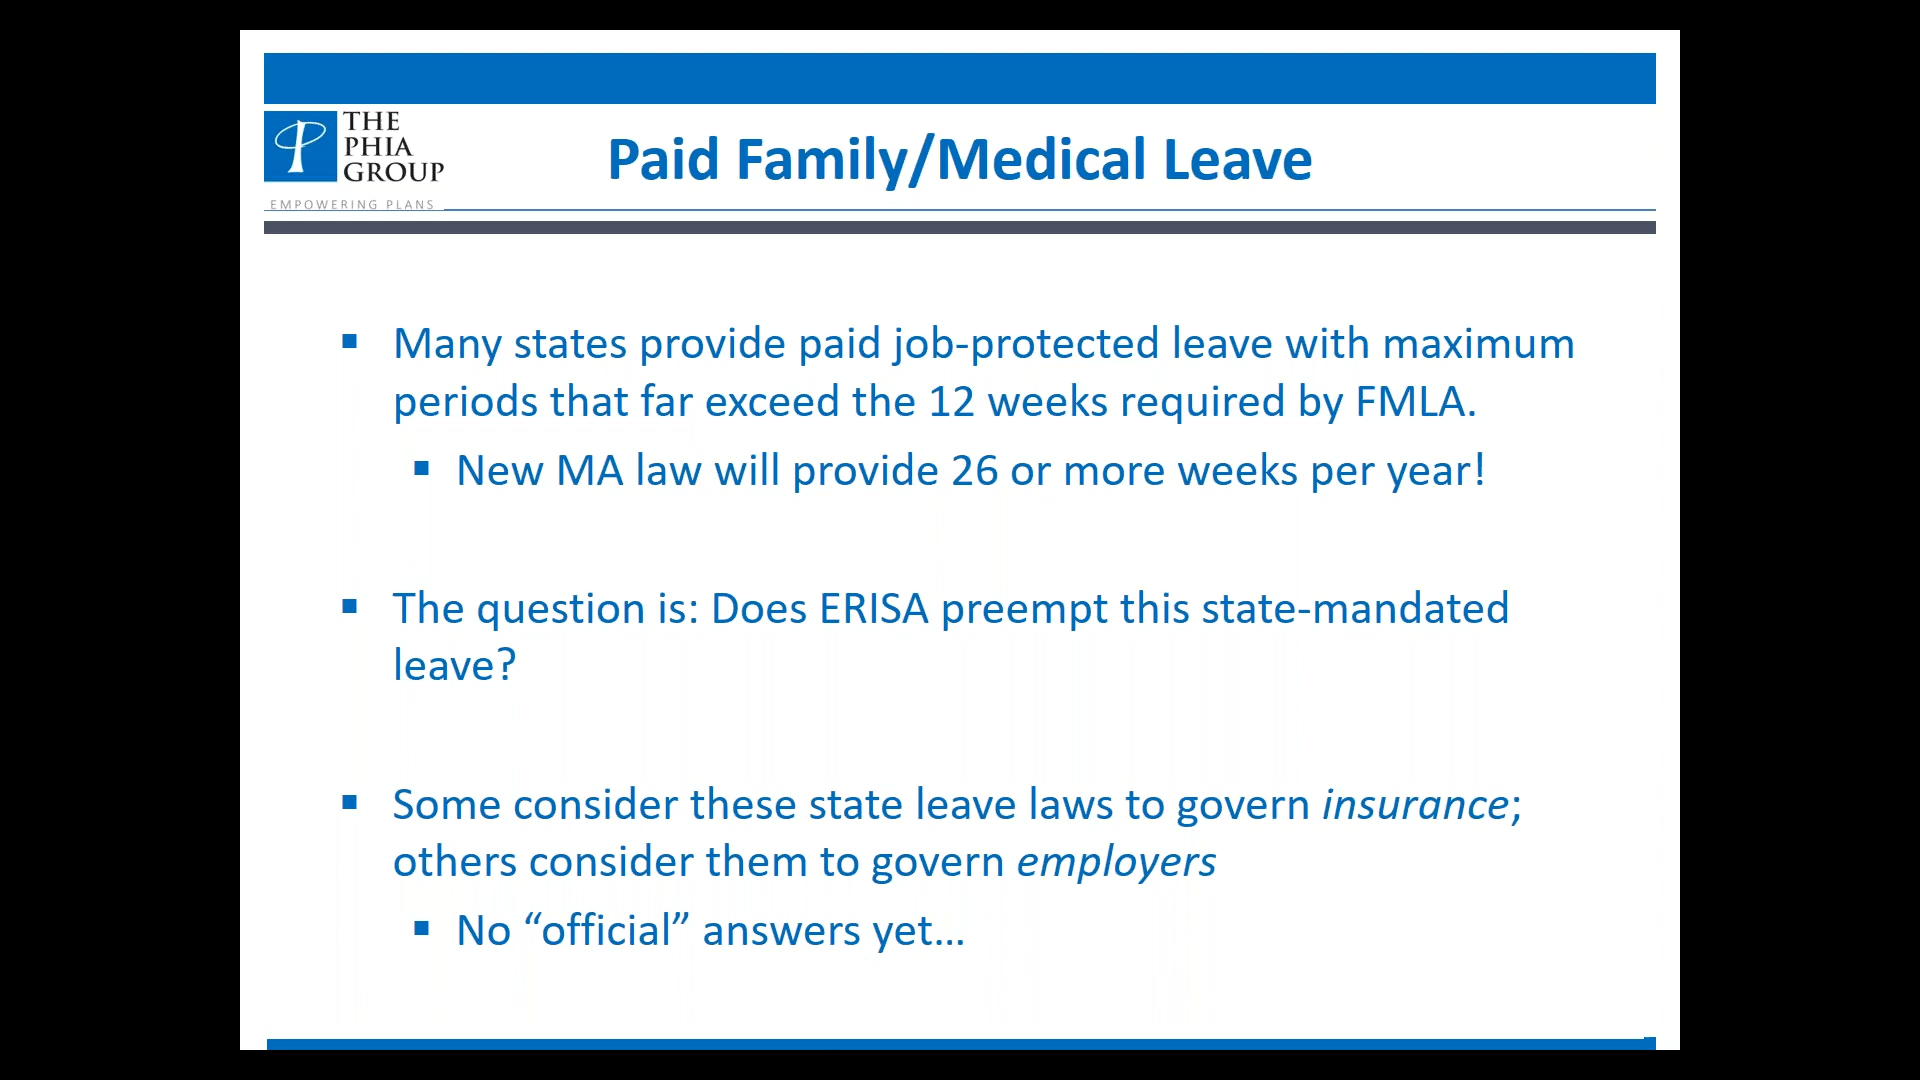 THE
PHIA
GROUP
EMPOWERING PLANS
Paid Family/Medical Leave
▪ Many states provide paid job-protected leave with maximum
periods that far exceed the 12 weeks required by FMLA.
▪ New MA law will provide 26 or more weeks per year!
▪ The question is: Does ERISA preempt this state-mandated
leave?
▪ Some consider these state leave laws to govern insurance;
others consider them to govern employers
▪ No “official” answers yet…